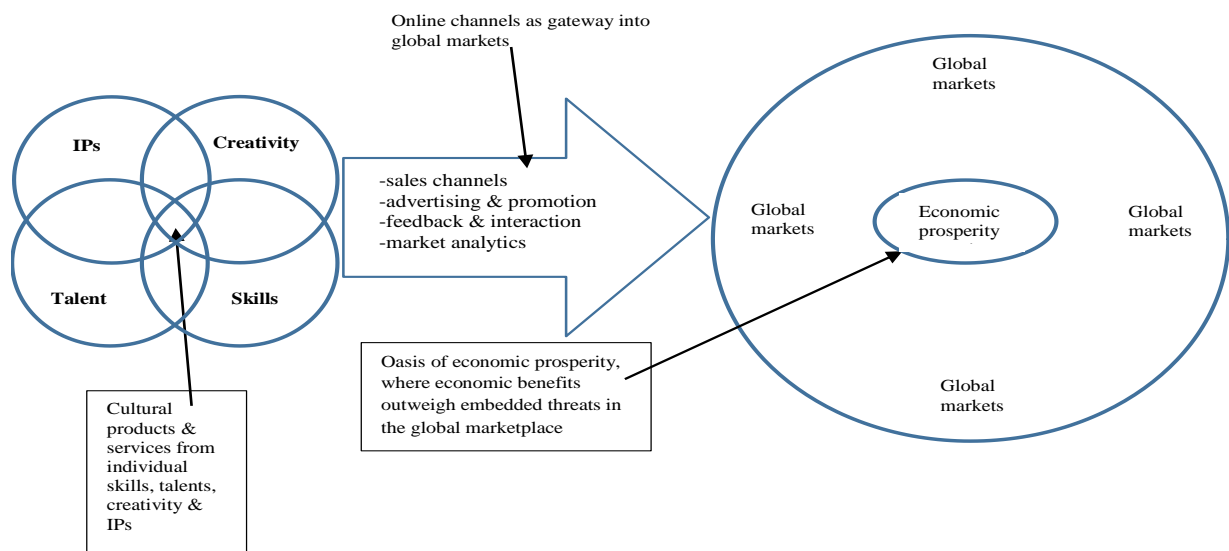 Online channels as gateway into
global markets
IPs
Creativity
Talent
Skills
-sales channels
-advertising & promotion
-feedback & interaction
-market analytics
Global
markets
Global
markets
Economic
prosperity
Global
markets
Global
markets
Oasis of economic prosperity,
where economic benefits
outweigh embedded threats in
the global marketplace
Cultural
products &
services from
individual
skills, talents,
creativity &
IPs